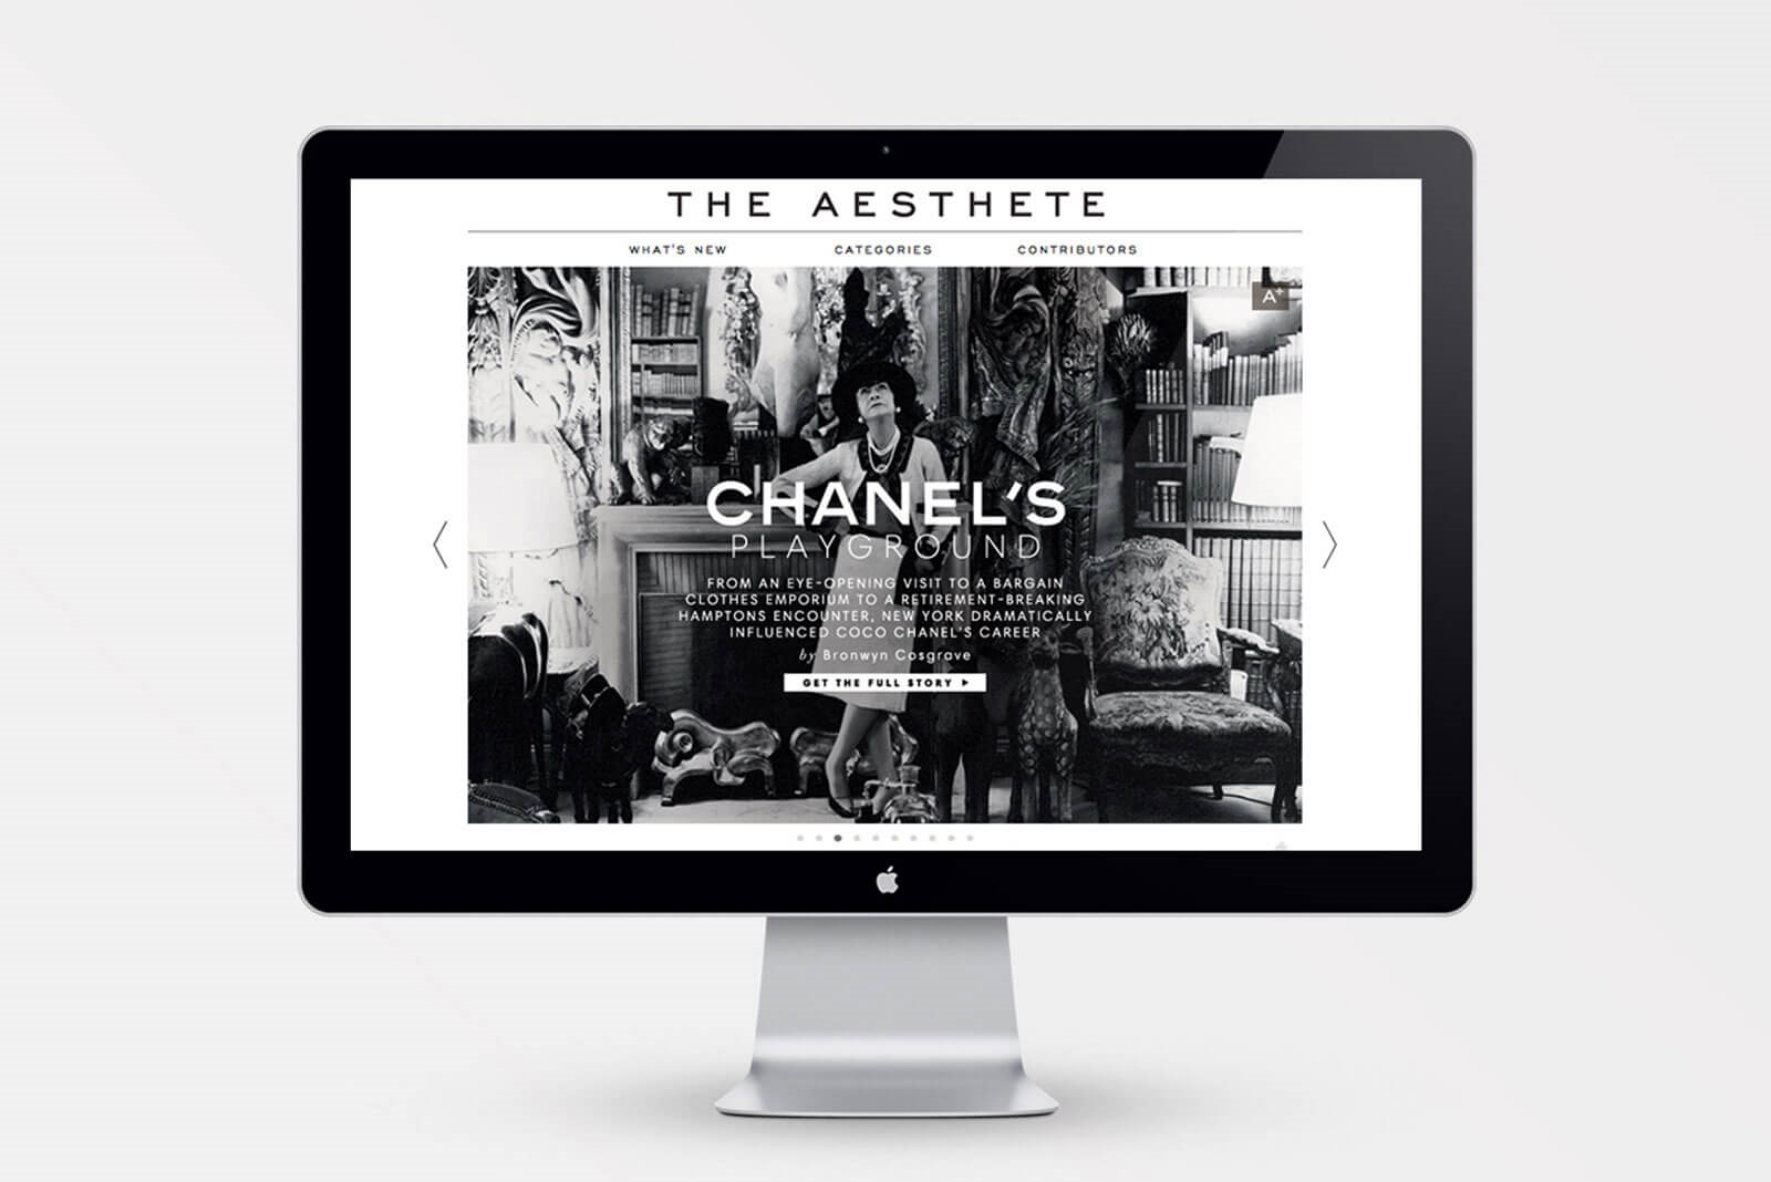 THE AESTHETE
WHAT'S NEW CATEGORIES CONTRIBUTORS
A+
CHANEL'S
PLAYGROUND
FROM AN EYE-OPENING VISIT TO A BARGAIN
CLOTHES EMPORIUM TO A RETIREMENT-BREAKING
HAMPTONS ENCOUNTER, NEW YORK DRAMATICALLY
INFLUENCED COCO CHANEL'S CAREER
by Bronwyn Cosgrave
GET THE FULL STORY ▶